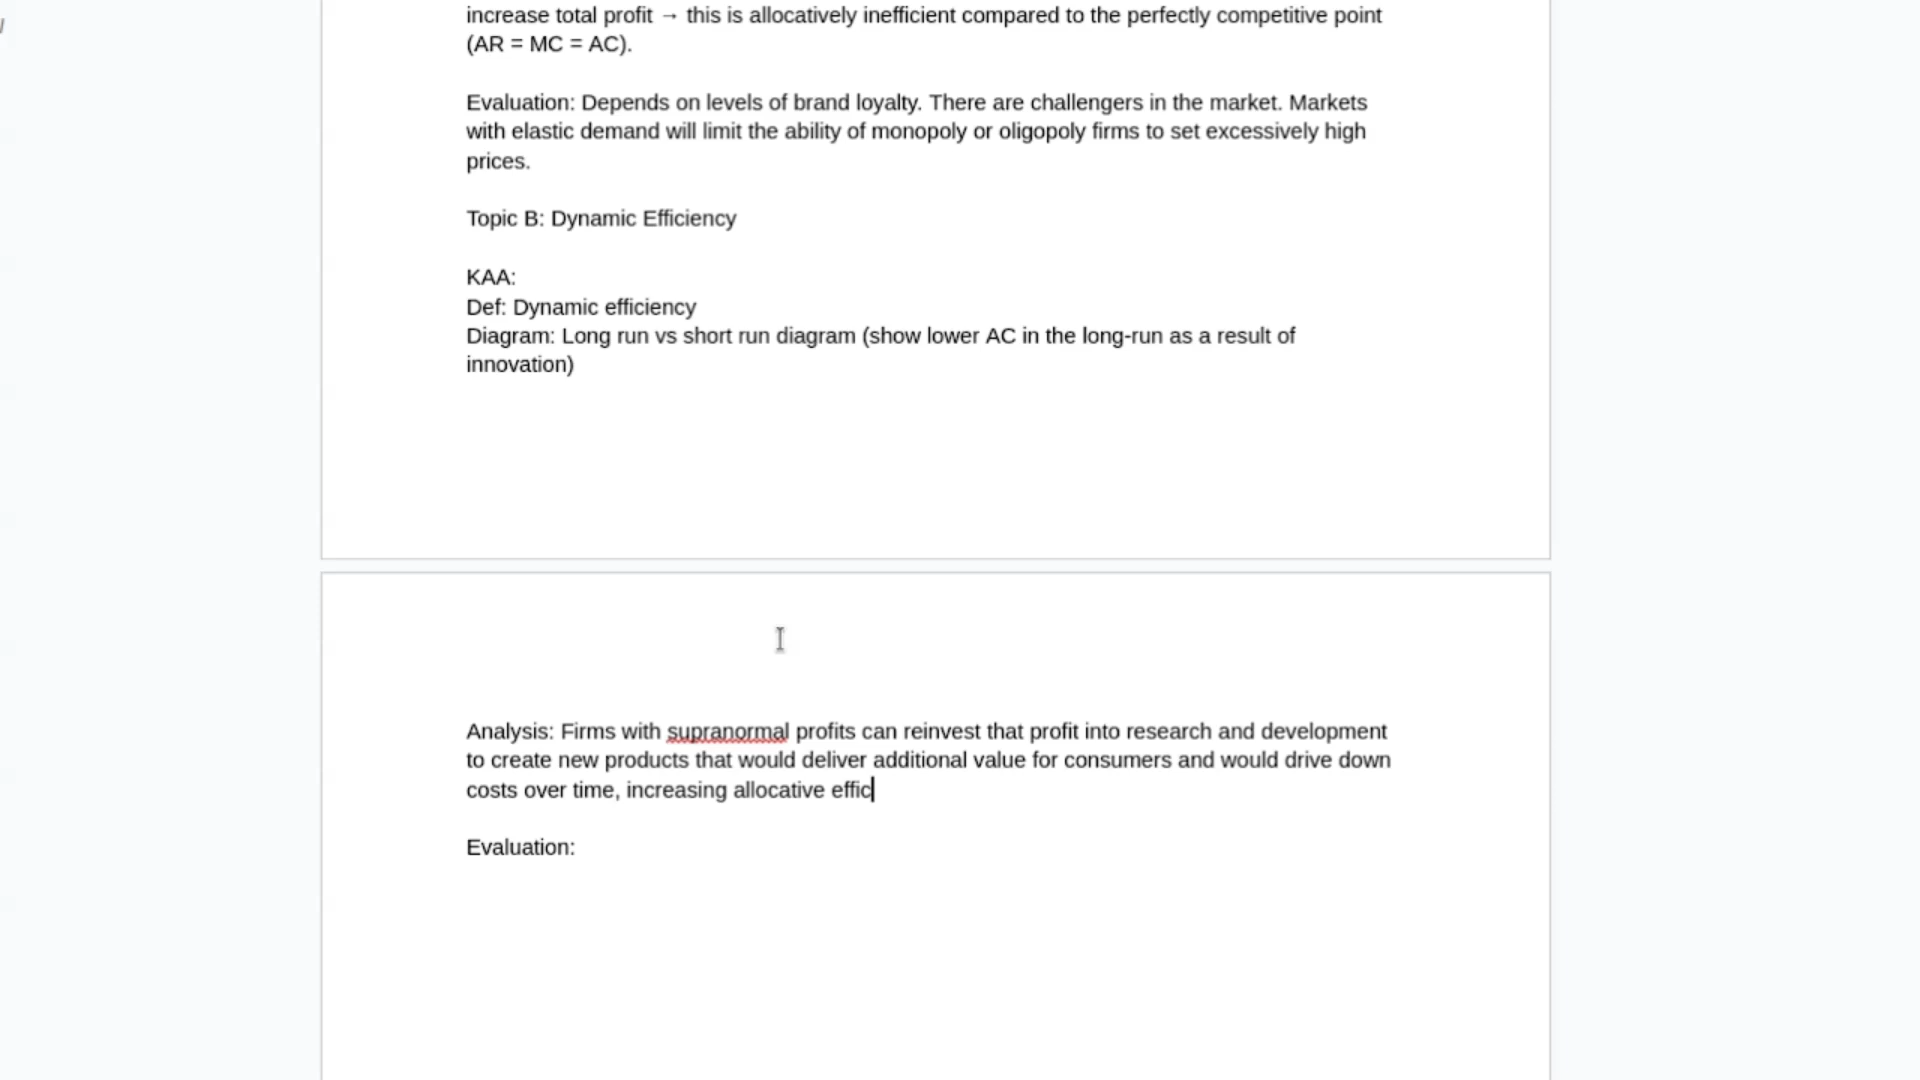 increase total profit → this is allocatively inefficient compared to the perfectly competitive point
(AR = MC = AC).
Evaluation: Depends on levels of brand loyalty. There are challengers in the market. Markets
with elastic demand will limit the ability of monopoly or oligopoly firms to set excessively high
prices.
Topic B: Dynamic Efficiency
KAA:
Def: Dynamic efficiency
Diagram: Long run vs short run diagram (show lower AC in the long-run as a result of
innovation)
Analysis: Firms with supranormal profits can reinvest that profit into research and development
to create new products that would deliver additional value for consumers and would drive down
costs over time, increasing allocative effic
Evaluation: